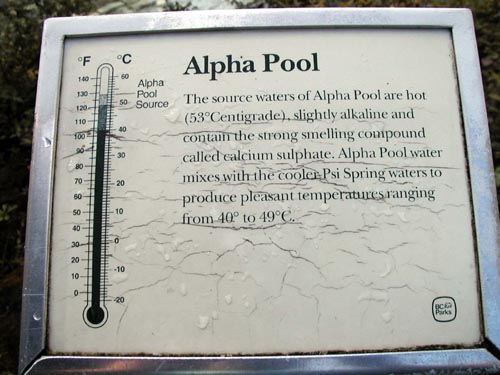 °F °C
140 60
130
120 50
110
100 40
90
80 30
70
60 20
50 10
40
30 0
20 -10
10
0 -20
Alpha
Pool
Source
Alpha Pool
The source waters of Alpha Pool are hot
(53°Centigrade), slightly alkaline and
contain the strong smelling compound
called calcium sulphate. Alpha Pool water
mixes with the cooler Psi Spring waters to
produce pleasant temperatures ranging
from 40° to 49°C.
BC
Parks